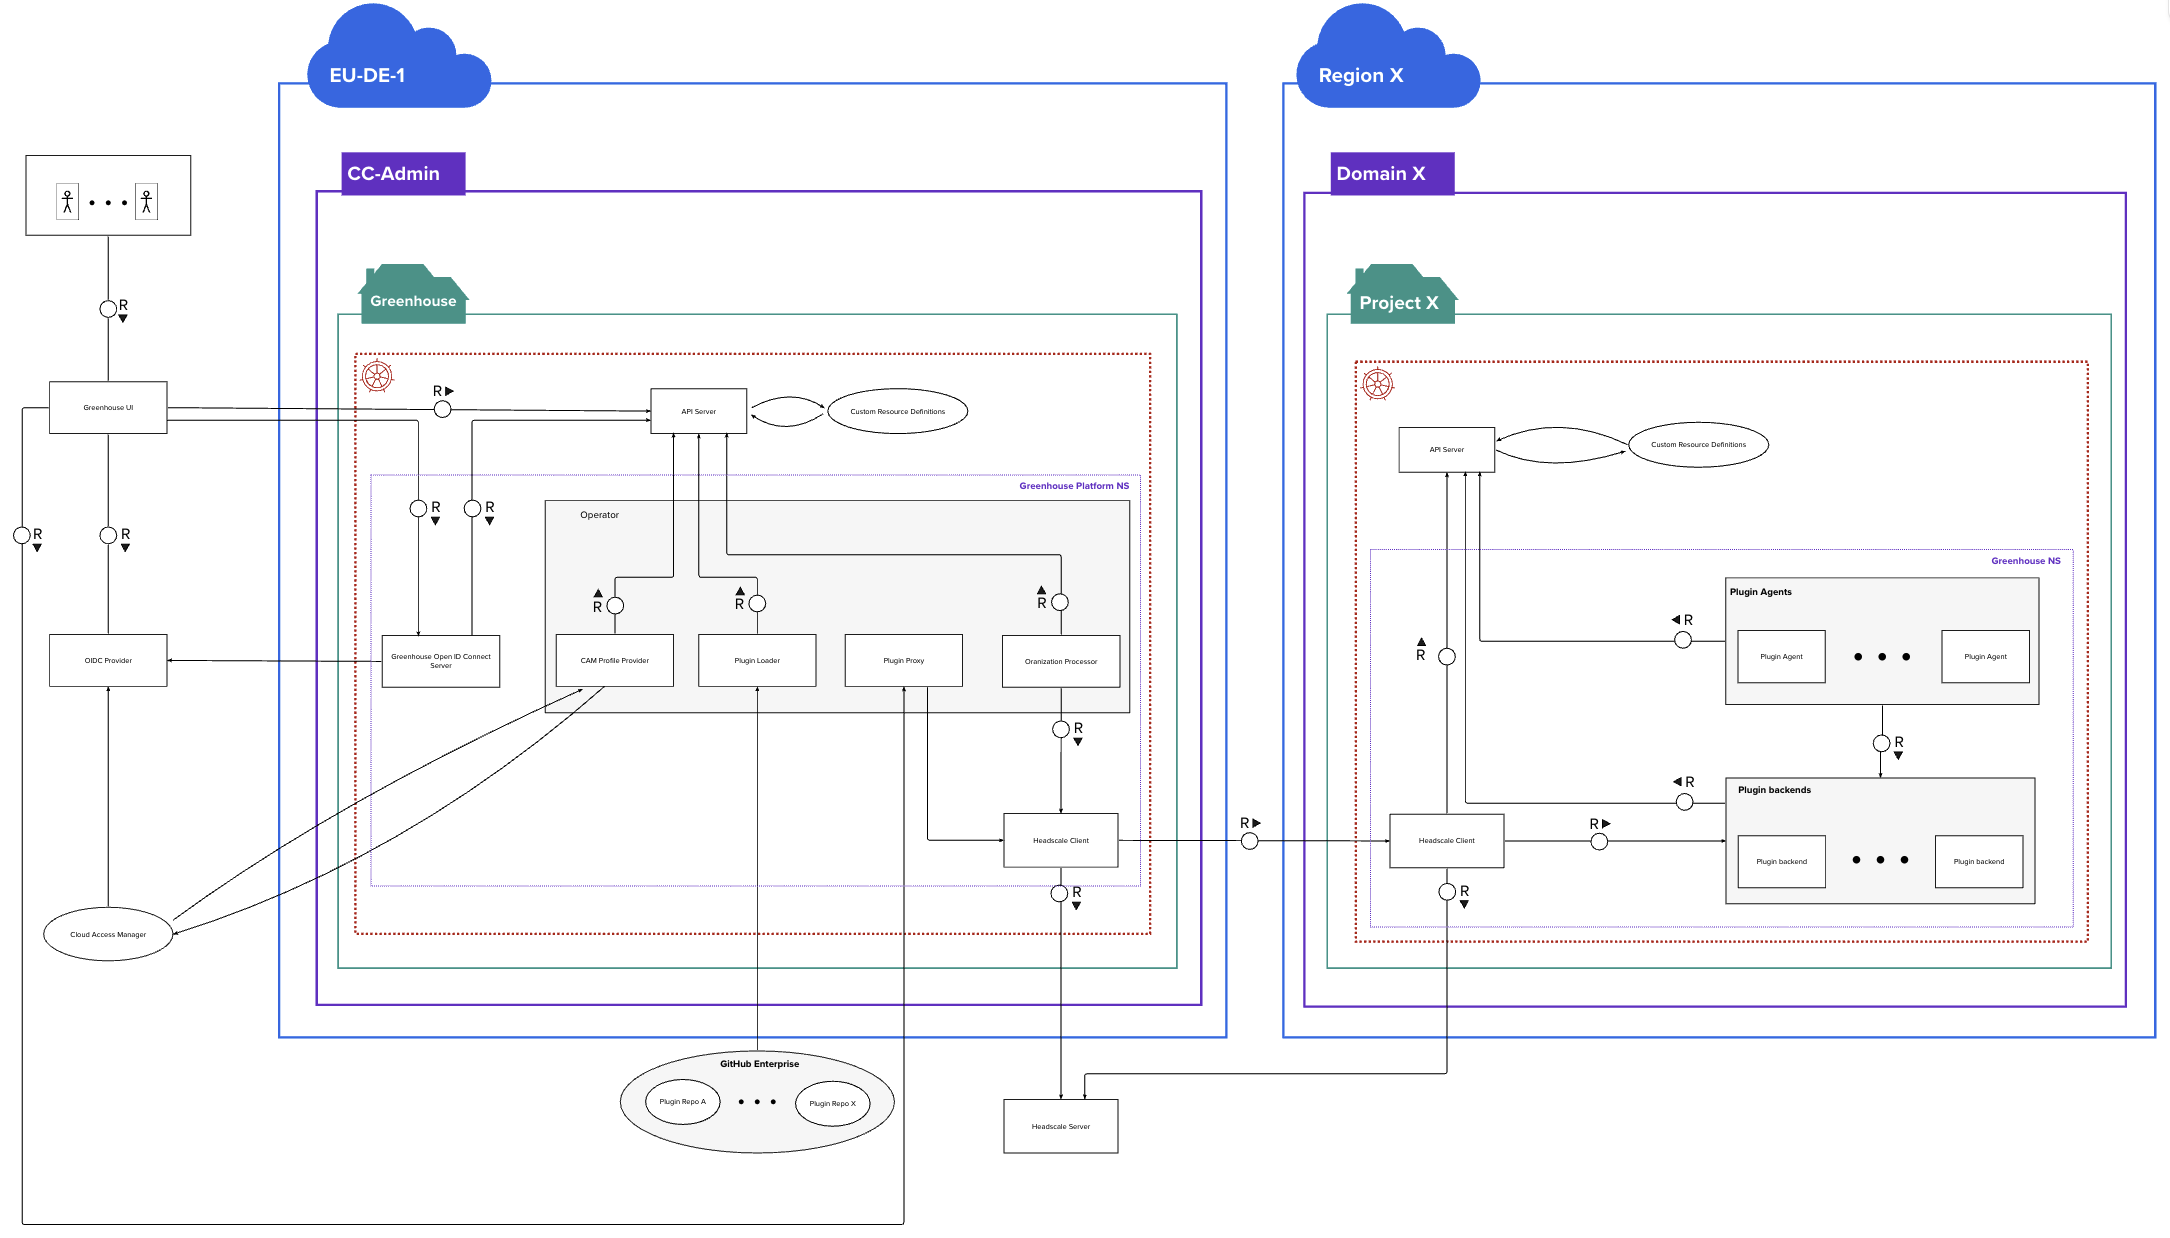 EU-DE-1
Region X
CC-Admin
Domain X
Greenhouse
Project X
R
Greenhouse UI
R
API Server
Custom Resource Definitions
API Server
Custom Resource Definitions
Greenhouse Platform NS
Operator
R
R
R
R
Greenhouse NS
Plugin Agents
R
R
R
R
Plugin Agent
Plugin Agent
R
OIDC Provider
Greenhouse Open ID Connect
Server
CAM Profile Provider
Plugin Loader
Plugin Proxy
Oranization Processor
R
R
R
Plugin backends
R
R
Headscale Client
Headscale Client
R
Plugin backend
Plugin backend
R
R
Cloud Access Manager
GitHub Enterprise
Plugin Repo A
Plugin Repo X
Headscale Server